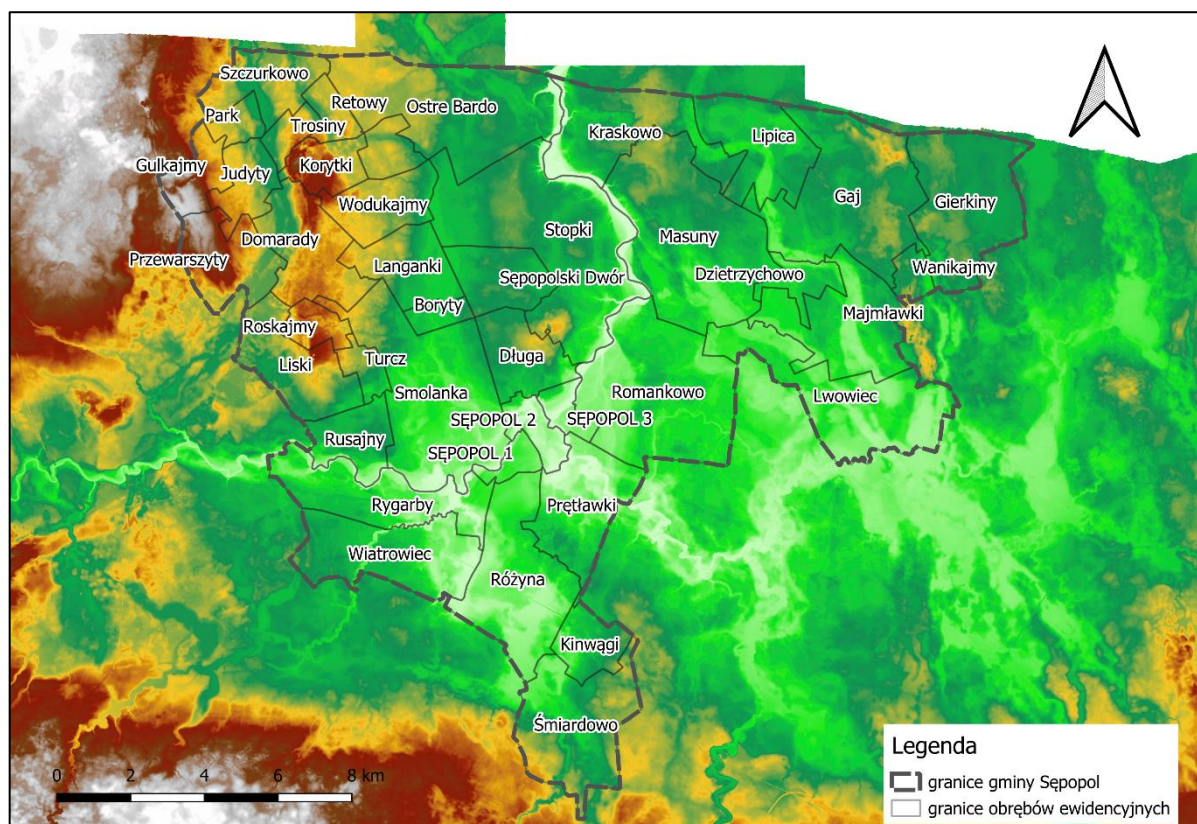 Szczurkowo
Retowy
Ostre Bardo
Park
Trosiny
Kraskowo
Lipica
Gulkajmy
Judyty
Korytki
Gaj
Gierkiny
Wodukajmy
Domarady
Stopki
Masuny
Przewarszyty
Langanki
Sępopolski Dwór
Dzietrzychowo
Wanikajmy
Boryty
Majmławki
Roskajmy
Liski
Turcz
Długa
Smolanka
Romankowo
Lwowiec
SĘPOPOL 2
SĘPOPOL 3
Rusajny
SĘPOPOL 1
Rygarby
Prętławki
Wiatrowiec
Różyna
Kinwągi
Śmiardowo
0 2 4 6 8 km
Legenda
granice gminy Sępopol
granice obrębów ewidencyjnych